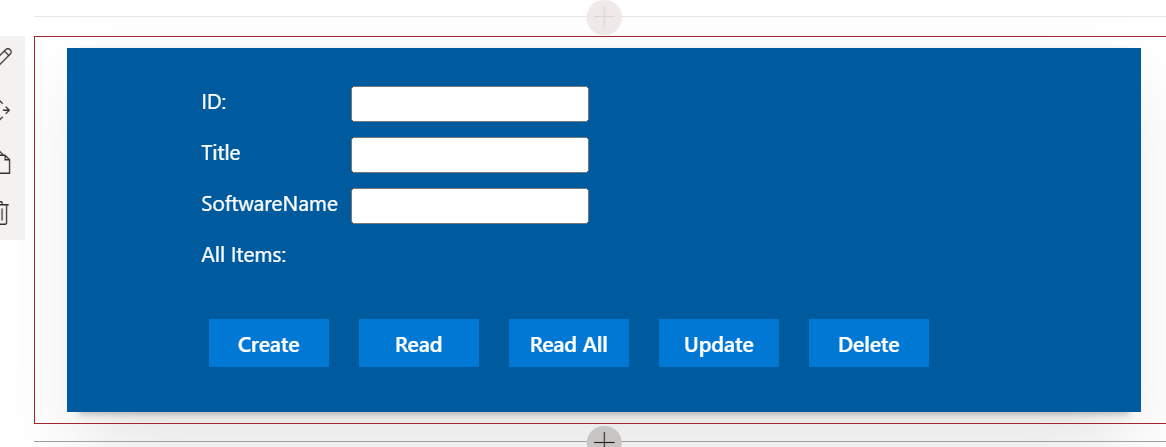 ID:
Title
SoftwareName
All Items:
Create Read Read All Update Delete